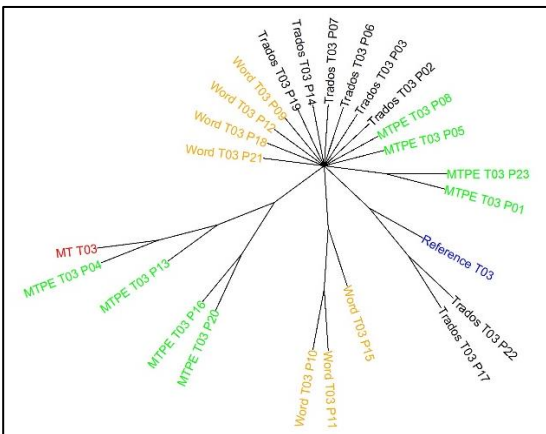 Word T03 P21
Word T03 P18
Word T03 P12
Word T03 P09
Trados T03 P19
Trados T03 P14
Trados T03 P07
Trados T03 P06
Trados T03 P03
Trados T03 P02
MTPE T03 P08
MTPE T03 P05
MTPE T03 P23
MTPE T03 P01
Reference T03
Trados T03 P22
Trados T03 P17
Word T03 P15
Word T03 P11
Word T03 P10
MTPE T03 P20
MTPE T03 P16
MTPE T03 P13
MTPE T03 P04
MT T03